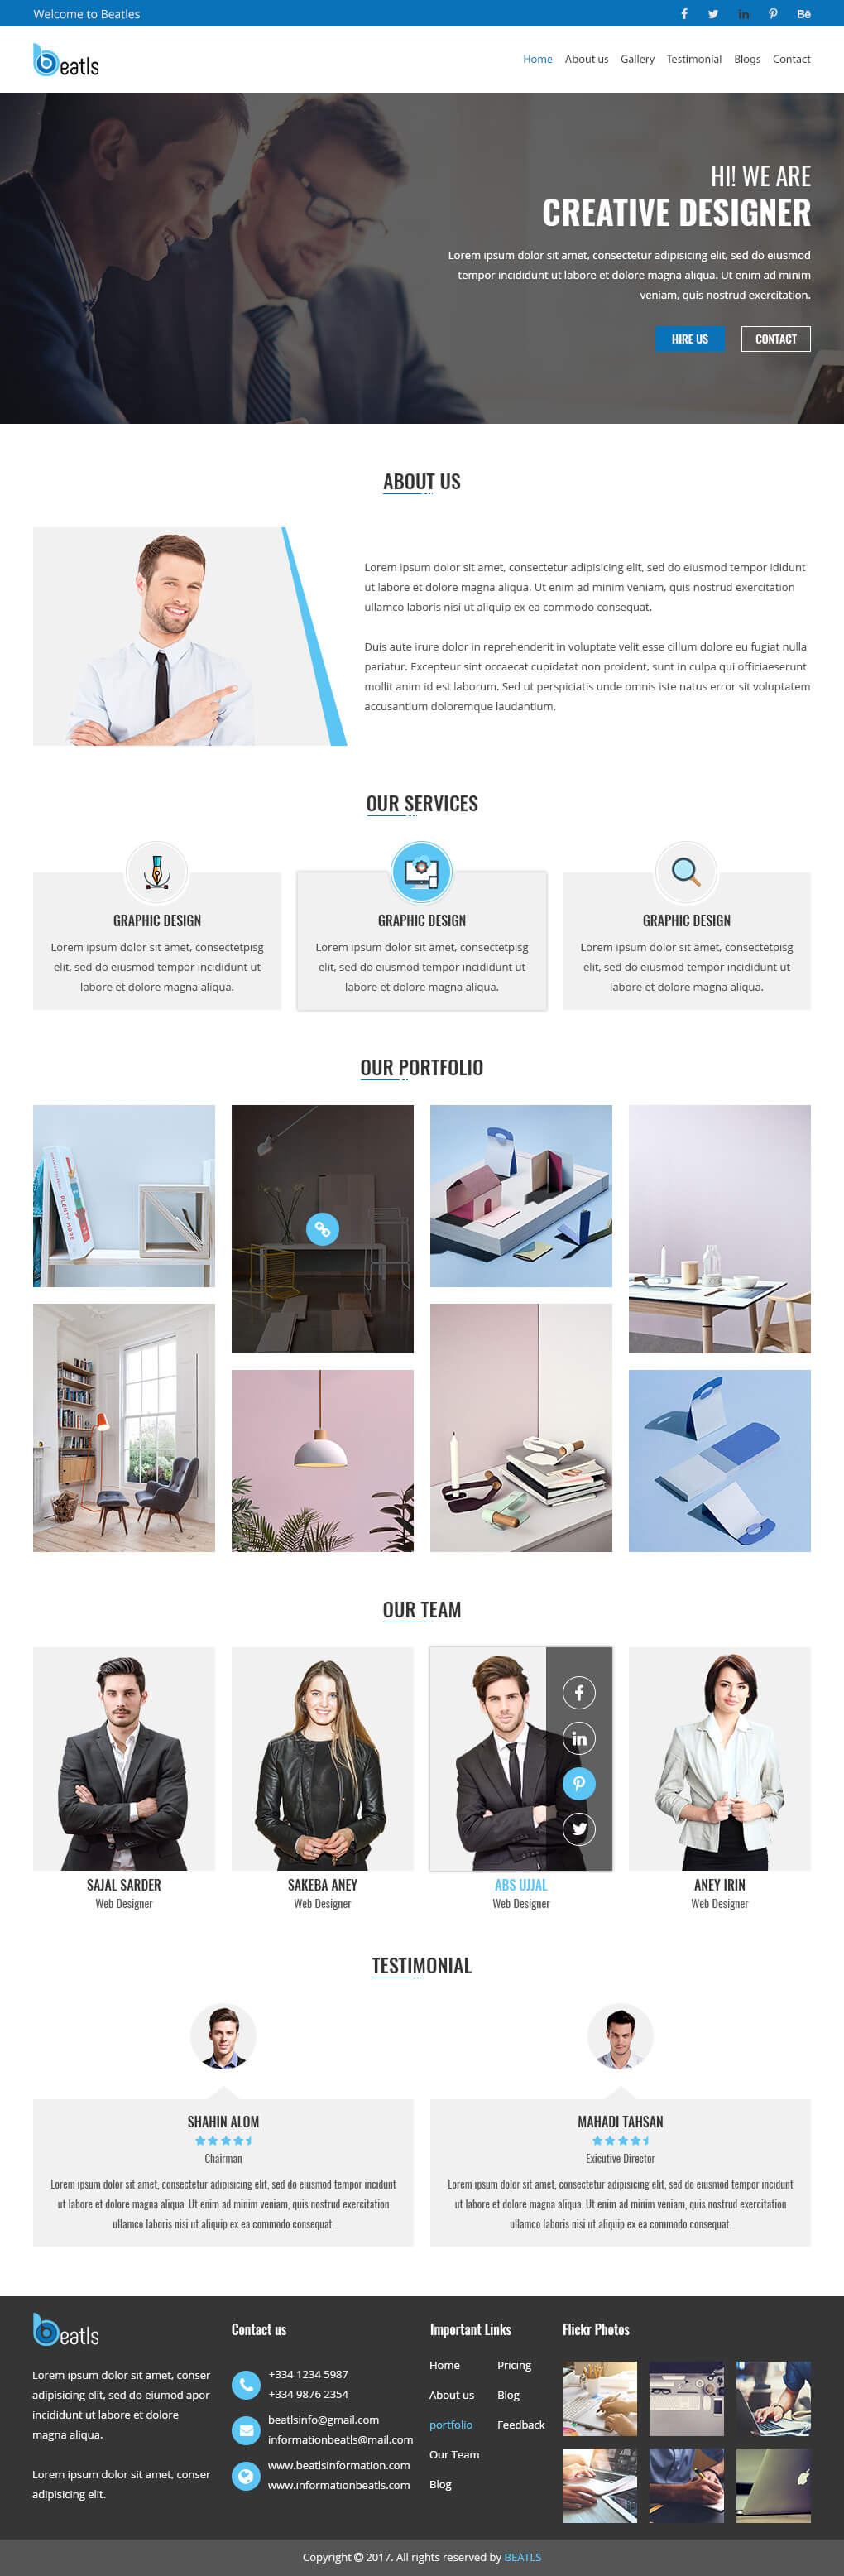 Welcome to Beatles
beatls
Home About us Gallery Testimonial Blogs Contact
HI! WE ARE
CREATIVE DESIGNER
Lorem ipsum dolor sit amet, consectetur adipisicing elit, sed do eiusmod
tempor incididunt ut labore et dolore magna aliqua. Ut enim ad minim
veniam, quis nostrud exercitation.
HIRE US CONTACT
ABOUT US
Lorem ipsum dolor sit amet, consectetur adipisicing elit, sed do eiusmod tempor ididunt
ut labore et dolore magna aliqua. Ut enim ad minim veniam, quis nostrud exercitation
ullamco laboris nisi ut aliquip ex ea commodo consequat.
Duis aute irure dolor in reprehenderit in voluptate velit esse cillum dolore eu fugiat nulla
pariatur. Excepteur sint occaecat cupidatat non proident, sunt in culpa qui officiaeserunt
mollit anim id est laborum. Sed ut perspiciatis unde omnis iste natus error sit voluptatem
accusantium doloremque laudantium.
OUR SERVICES
GRAPHIC DESIGN
Lorem ipsum dolor sit amet, consectetpisg
elit, sed do eiusmod tempor incididunt ut
labore et dolore magna aliqua.
GRAPHIC DESIGN
Lorem ipsum dolor sit amet, consectetpisg
elit, sed do eiusmod tempor incididunt ut
labore et dolore magna aliqua.
GRAPHIC DESIGN
Lorem ipsum dolor sit amet, consectetpisg
elit, sed do eiusmod tempor incididunt ut
labore et dolore magna aliqua.
OUR PORTFOLIO
PLENTY MORE
OUR TEAM
SAJAL SARDER
Web Designer
SAKEBA ANEY
Web Designer
ABS UJJAL
Web Designer
ANEY IRIN
Web Designer
TESTIMONIAL
SHAHIN ALOM
Chairman
Lorem ipsum dolor sit amet, consectetur adipisicing elit, sed do eiusmod tempor incidunt
ut labore et dolore magna aliqua. Ut enim ad minim veniam, quis nostrud exercitation
ullamco laboris nisi ut aliquip ex ea commodo consequat.
MAHADI TAHSAN
Exicutive Director
Lorem ipsum dolor sit amet, consectetur adipisicing elit, sed do eiusmod tempor incidunt
ut labore et dolore magna aliqua. Ut enim ad minim veniam, quis nostrud exercitation
ullamco laboris nisi ut aliquip ex ea commodo consequat.
beatls
Lorem ipsum dolor sit amet, conser
adipisicing elit, sed do eiumod apor
incididunt ut labore et dolore
magna aliqua.
Lorem ipsum dolor sit amet, conser
adipisicing elit.
Contact us
+334 1234 5987
+334 9876 2354
beatlsinfo@gmail.com
informationbeatls@mail.com
www.beatlsinformation.com
www.informationbeatls.com
Important Links
Home Pricing
About us Blog
portfolio Feedback
Our Team
Blog
Flickr Photos
Copyright © 2017. All rights reserved by BEATLS